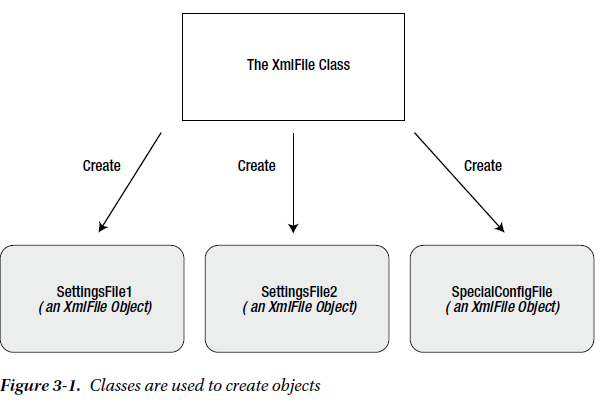 The XmlFile Class
Create
Create
Create
SettingsFile1
( an XmlFile Object)
SettingsFile2
( an XmlFile Object)
SpecialConfigFile
( an XmlFile Object)
Figure 3-1. Classes are used to create objects